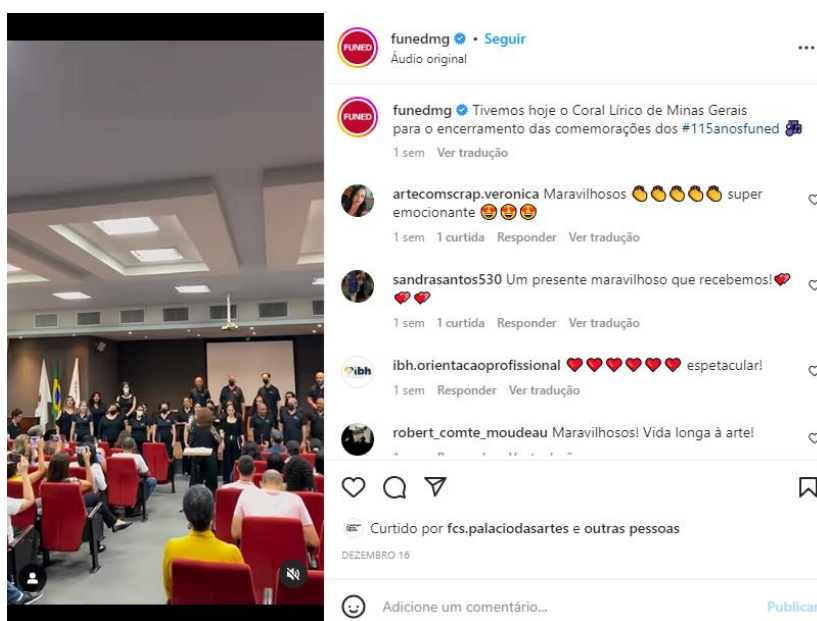 FUNED
funedmg • Seguir
Áudio original
FUNED
funedmg Tivemos hoje o Coral Lírico de Minas Gerais
para o encerramento das comemorações dos #115anosfuned
1 sem Ver tradução
artecomscrap.veronica Maravilhosos 👏👏👏👏👏 super
emocionante 😍😍😍
1 sem 1 curtida Responder Ver tradução
sandrasantos530 Um presente maravilhoso que recebemos!💕
💕💕
1 sem 1 curtida Responder Ver tradução
ibh
ibh.orientacaoprofissional ❤️❤️❤️❤️❤️❤️ espetacular!
1 sem Responder Ver tradução
robert_comte_moudeau Maravilhosos! Vida longa à arte!
Curtido por fcs.palaciodasartes e outras pessoas
DEZEMBRO 16
Adicione um comentário... Publicar